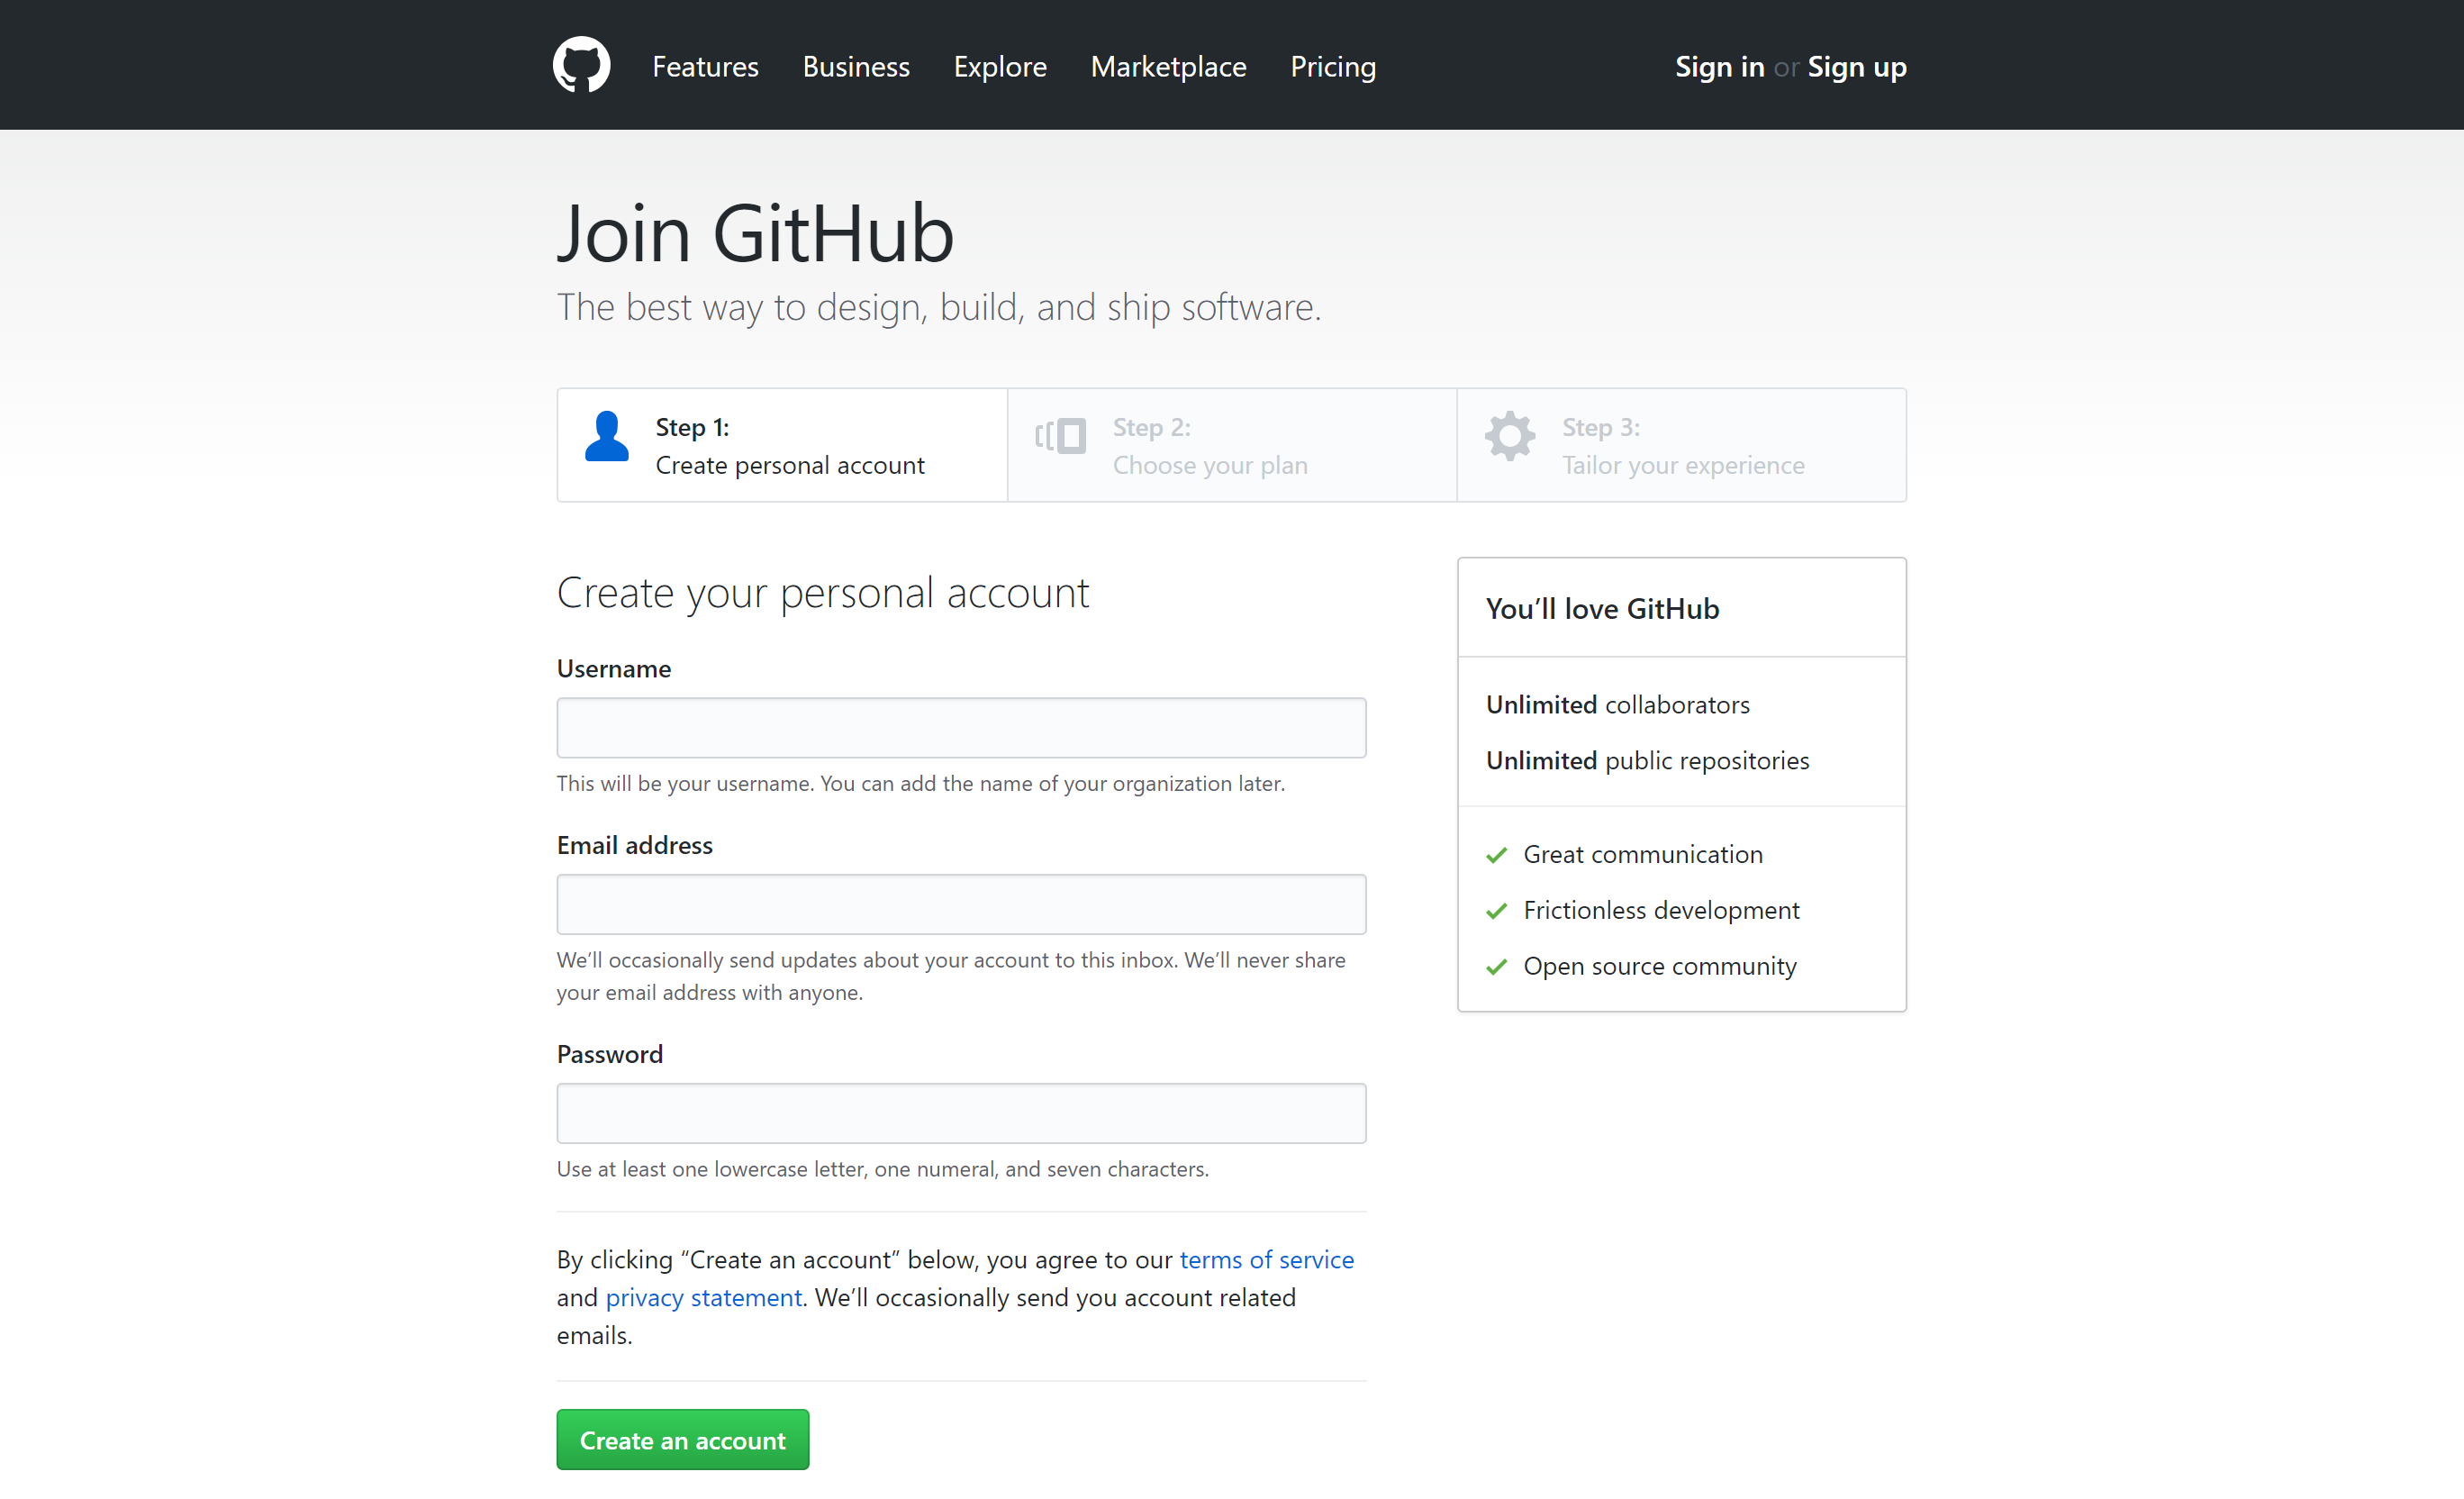 Features Business Explore Marketplace Pricing Sign in or Sign up
Join GitHub
The best way to design, build, and ship software.
Step 1:
Create personal account
Step 2:
Choose your plan
Step 3:
Tailor your experience
Create your personal account
Username
This will be your username. You can add the name of your organization later.
Email address
We’ll occasionally send updates about your account to this inbox. We’ll never share
your email address with anyone.
Password
Use at least one lowercase letter, one numeral, and seven characters.
By clicking “Create an account” below, you agree to our terms of service
and privacy statement. We’ll occasionally send you account related
emails.
Create an account
You’ll love GitHub
Unlimited collaborators
Unlimited public repositories
Great communication
Frictionless development
Open source community